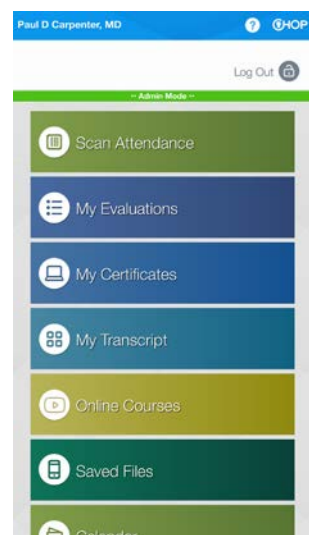 Paul D Carpenter, MD ? CHOP
Log Out
-- Admin Mode --
Scan Attendance
My Evaluations
My Certificates
My Transcript
Online Courses
Saved Files
Calendar